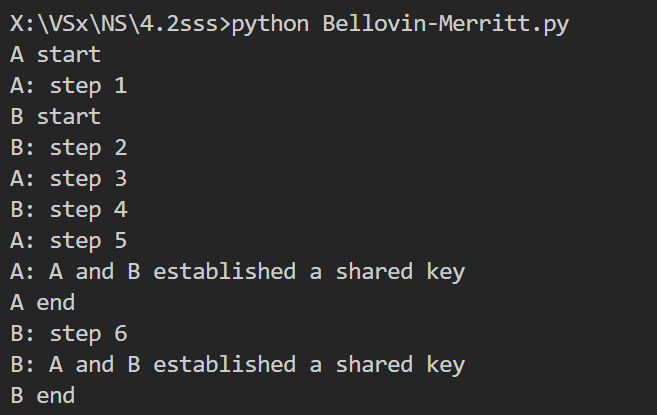 X:\VSx\NS\4.2sss>python Bellovin-Merritt.py
A start
A: step 1
B start
B: step 2
A: step 3
B: step 4
A: step 5
A: A and B established a shared key
A end
B: step 6
B: A and B established a shared key
B end